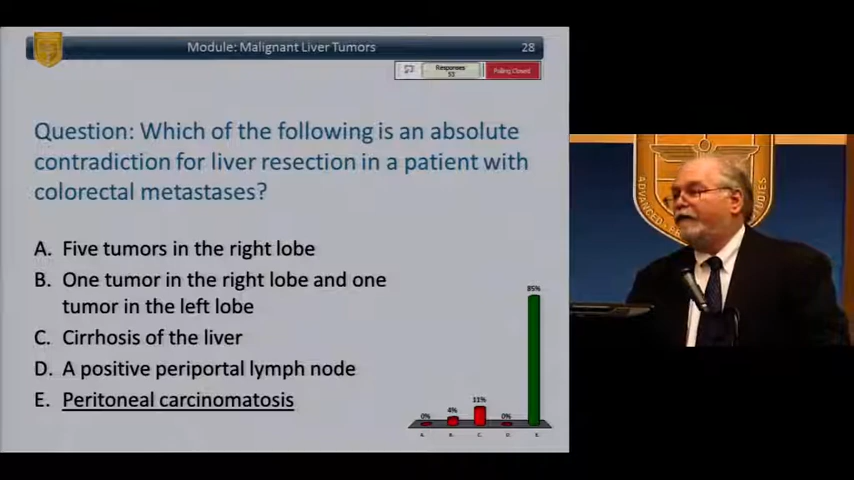 Module: Malignant Liver Tumors
28
Responses
53
Polling Closed
Question: Which of the following is an absolute
contradiction for liver resection in a patient with
colorectal metastases?
A. Five tumors in the right lobe
B. One tumor in the right lobe and one
tumor in the left lobe
C. Cirrhosis of the liver
D. A positive periportal lymph node
E. Peritoneal carcinomatosis
0%
4%
11%
0%
85%
A.
B.
C.
D.
E.
ADVANCED